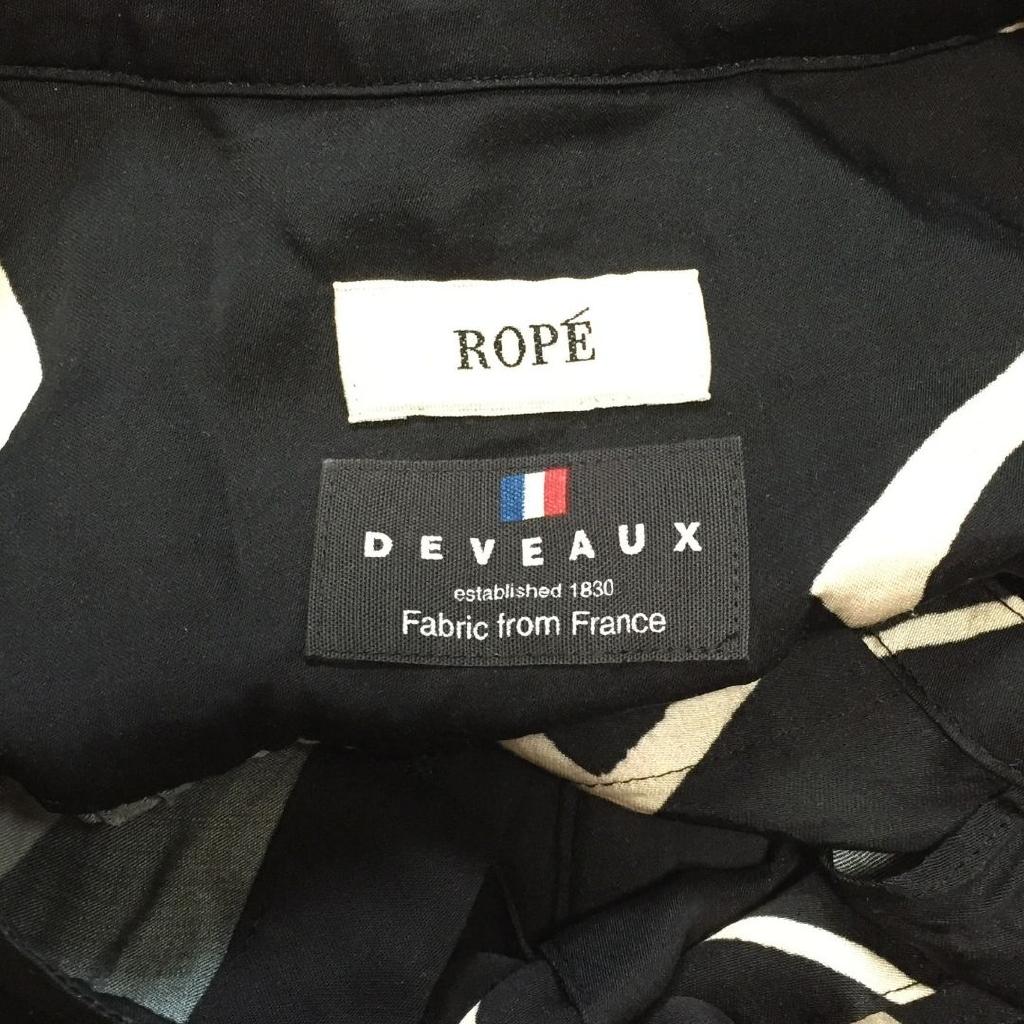 ROPÉ
DEVEAUX
established 1830
Fabric from France